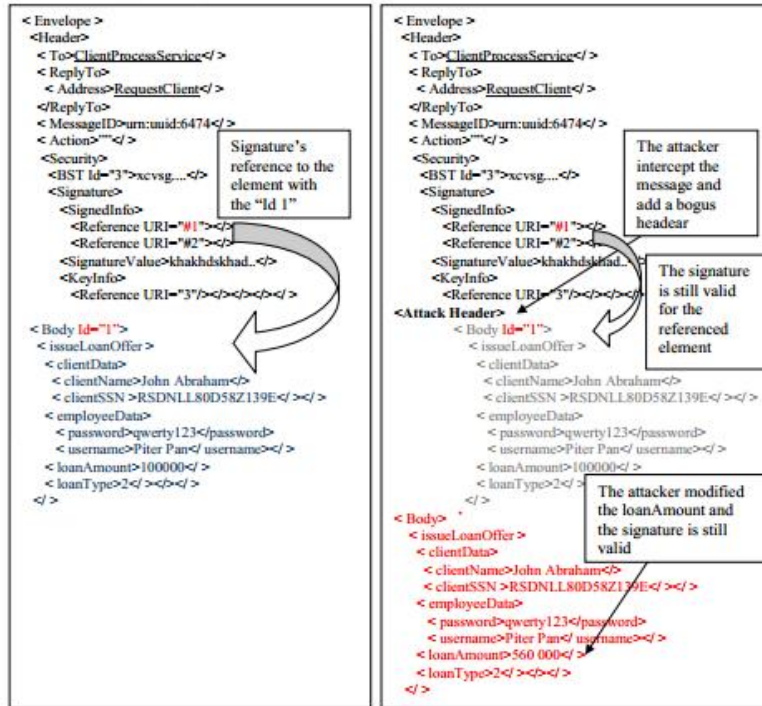 < Envelope >
<Header>
< To>ClientProcessService</ >
< ReplyTo>
< Address>RequestClient</ >
</ReplyTo>
< MessageID>urn:uuid:6474</ >
< Action>""</ >
<Security>
<BST Id="3">xcvsg....</>
<Signature>
<SignedInfo>
<Reference URI="#1"></>
<Reference URI="#2"></>
<SignatureValue>khakhdskhad..</>
<KeyInfo>
<Reference URI="3"/></></></></ >
< Body Id="1">
< issueLoanOffer >
< clientData>
< clientName>John Abraham</>
< clientSSN >RSDNLL80D58Z139E</ ></ >
< employeeData>
< password>qwerty123</password>
< username>Piter Pan</ username></ >
< loanAmount>100000</ >
< loanType>2</ ></></ >
</ >
Signature's
reference to the
element with
the "Id 1"
< Envelope >
<Header>
< To>ClientProcessService</ >
< ReplyTo>
< Address>RequestClient</ >
</ReplyTo>
< MessageID>urn:uuid:6474</ >
< Action>""</ >
<Security>
<BST Id="3">xcvsg....</>
<Signature>
<SignedInfo>
<Reference URI="#1"></>
<Reference URI="#2"></>
<SignatureValue>khakhdskhad..</>
<KeyInfo>
<Reference URI="3"/></></></></ >
<Attack Header>
< Body Id="1">
< issueLoanOffer >
< clientData>
< clientName>John Abraham</>
< clientSSN >RSDNLL80D58Z139E</ ></ >
< employeeData>
< password>qwerty123</password>
< username>Piter Pan</ username></ >
< loanAmount>100000</ >
< loanType>2</ ></></ >
</ >
< Body>
< issueLoanOffer >
< clientData>
< clientName>John Abraham</>
< clientSSN >RSDNLL80D58Z139E</ ></ >
< employeeData>
< password>qwerty123</password>
< username>Piter Pan</ username></ >
< loanAmount>560 000</ >
< loanType>2</ ></></ >
</ >
The attacker
intercept the
message and
add a bogus
headear
The signature
is still valid
for the
referenced
element
The attacker modified
the loanAmount and
the signature is still
valid